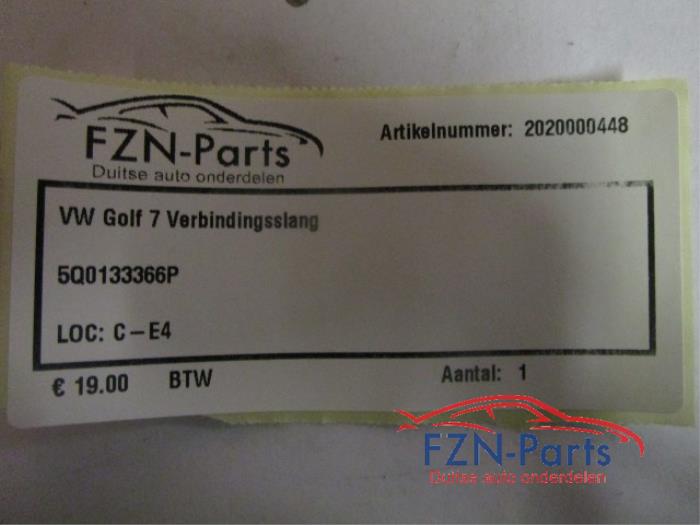 FZN-Parts
Duitse auto onderdelen
Artikelnummer: 2020000448
VW Golf 7 Verbindingsslang
5Q0133366P
LOC: C-E4
€ 19.00 BTW Aantal: 1
FZN-Parts
Duitse auto onderdelen